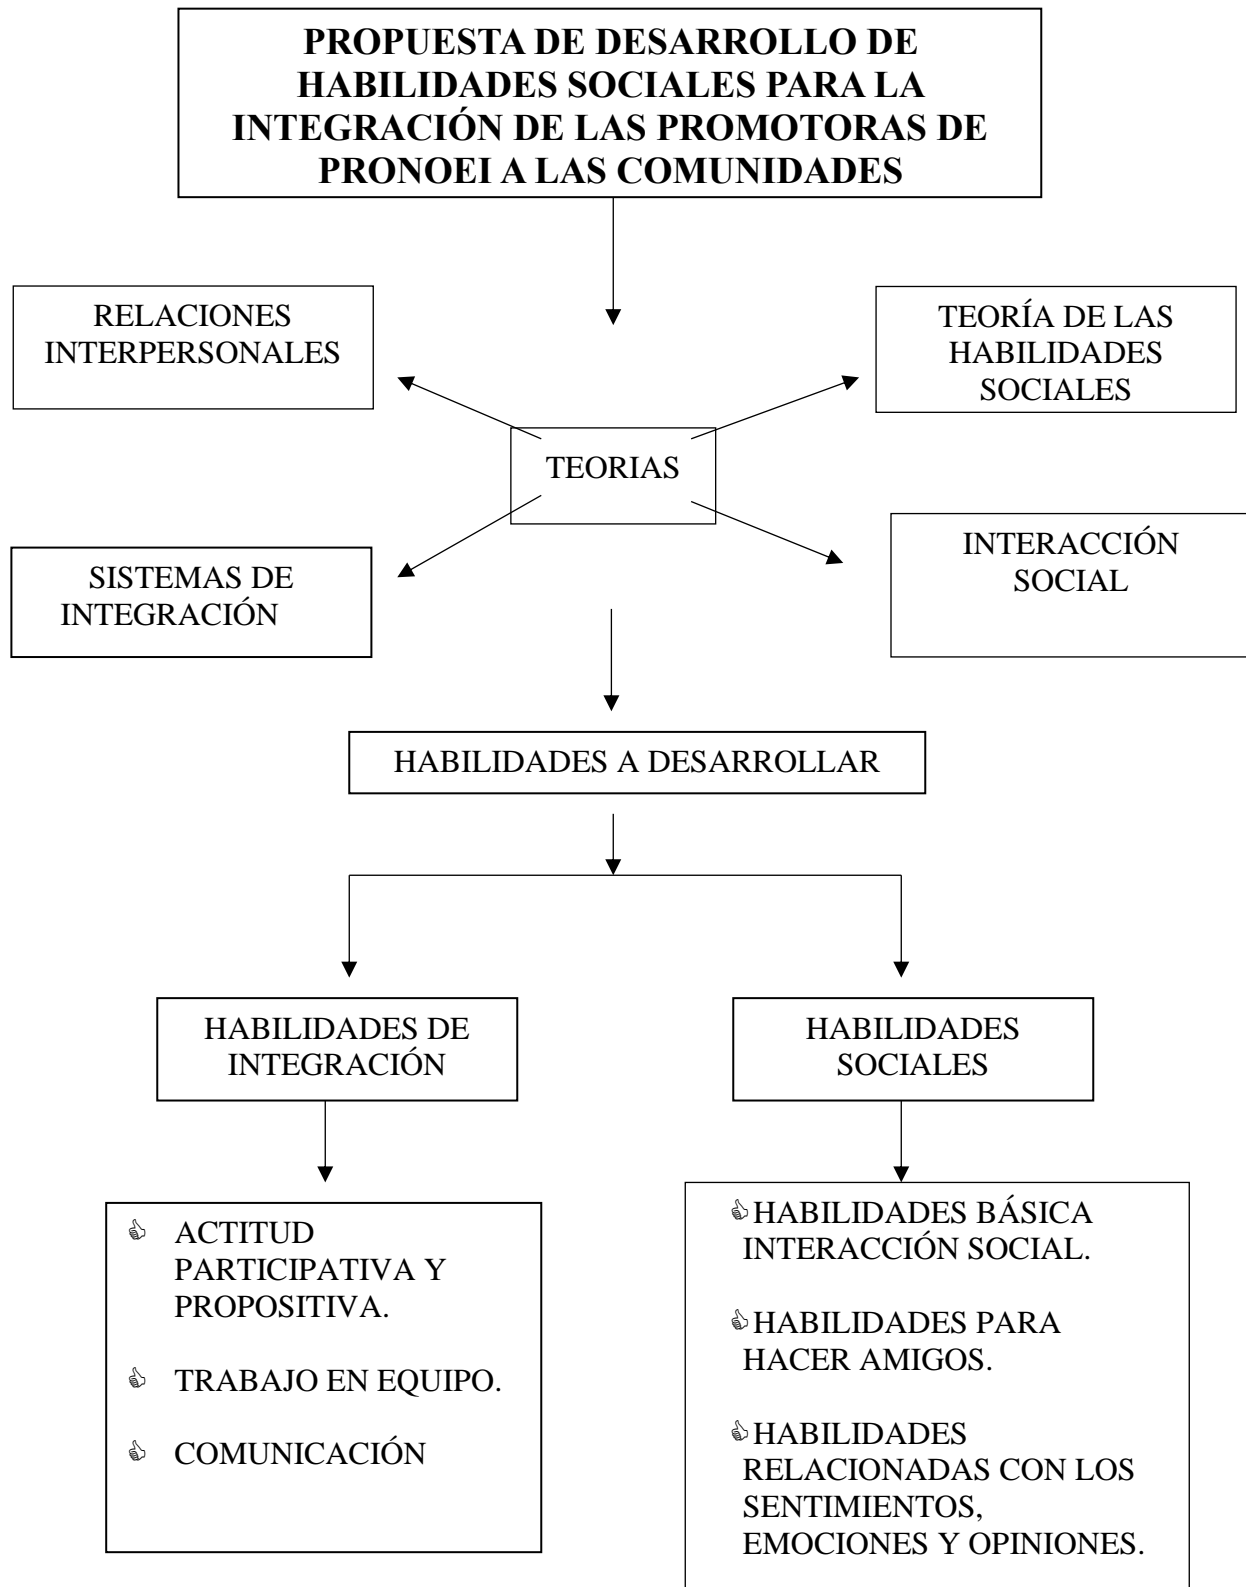 PROPUESTA DE DESARROLLO DE
HABILIDADES SOCIALES PARA LA
INTEGRACIÓN DE LAS PROMOTORAS DE
PRONOEI A LAS COMUNIDADES
RELACIONES
INTERPERSONALES
TEORÍA DE LAS
HABILIDADES
SOCIALES
TEORIAS
SISTEMAS DE
INTEGRACIÓN
INTERACCIÓN
SOCIAL
HABILIDADES A DESARROLLAR
HABILIDADES DE
INTEGRACIÓN
HABILIDADES
SOCIALES
ACTITUD
PARTICIPATIVA Y
PROPOSITIVA.
TRABAJO EN EQUIPO.
COMUNICACIÓN
HABILIDADES BÁSICA
INTERACCIÓN SOCIAL.
HABILIDADES PARA
HACER AMIGOS.
HABILIDADES
RELACIONADAS CON LOS
SENTIMIENTOS,
EMOCIONES Y OPINIONES.